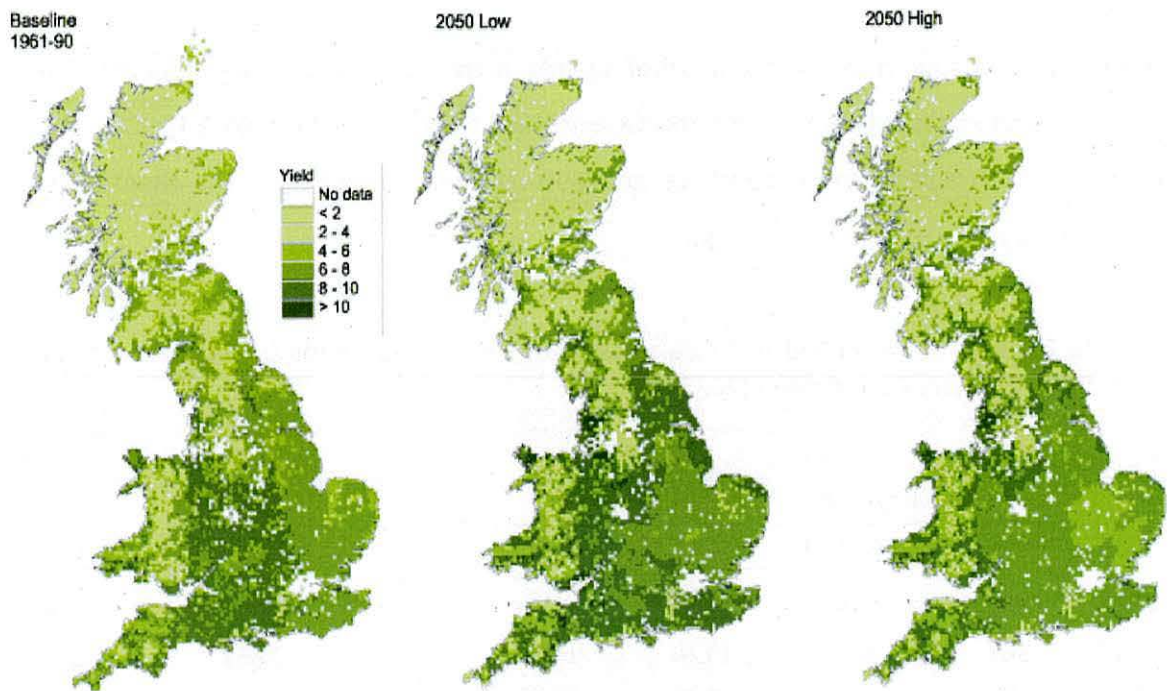 Baseline
1961-90
2050 Low
2050 High
Yield
No data
< 2
2 - 4
4 - 6
6 - 8
8 - 10
> 10